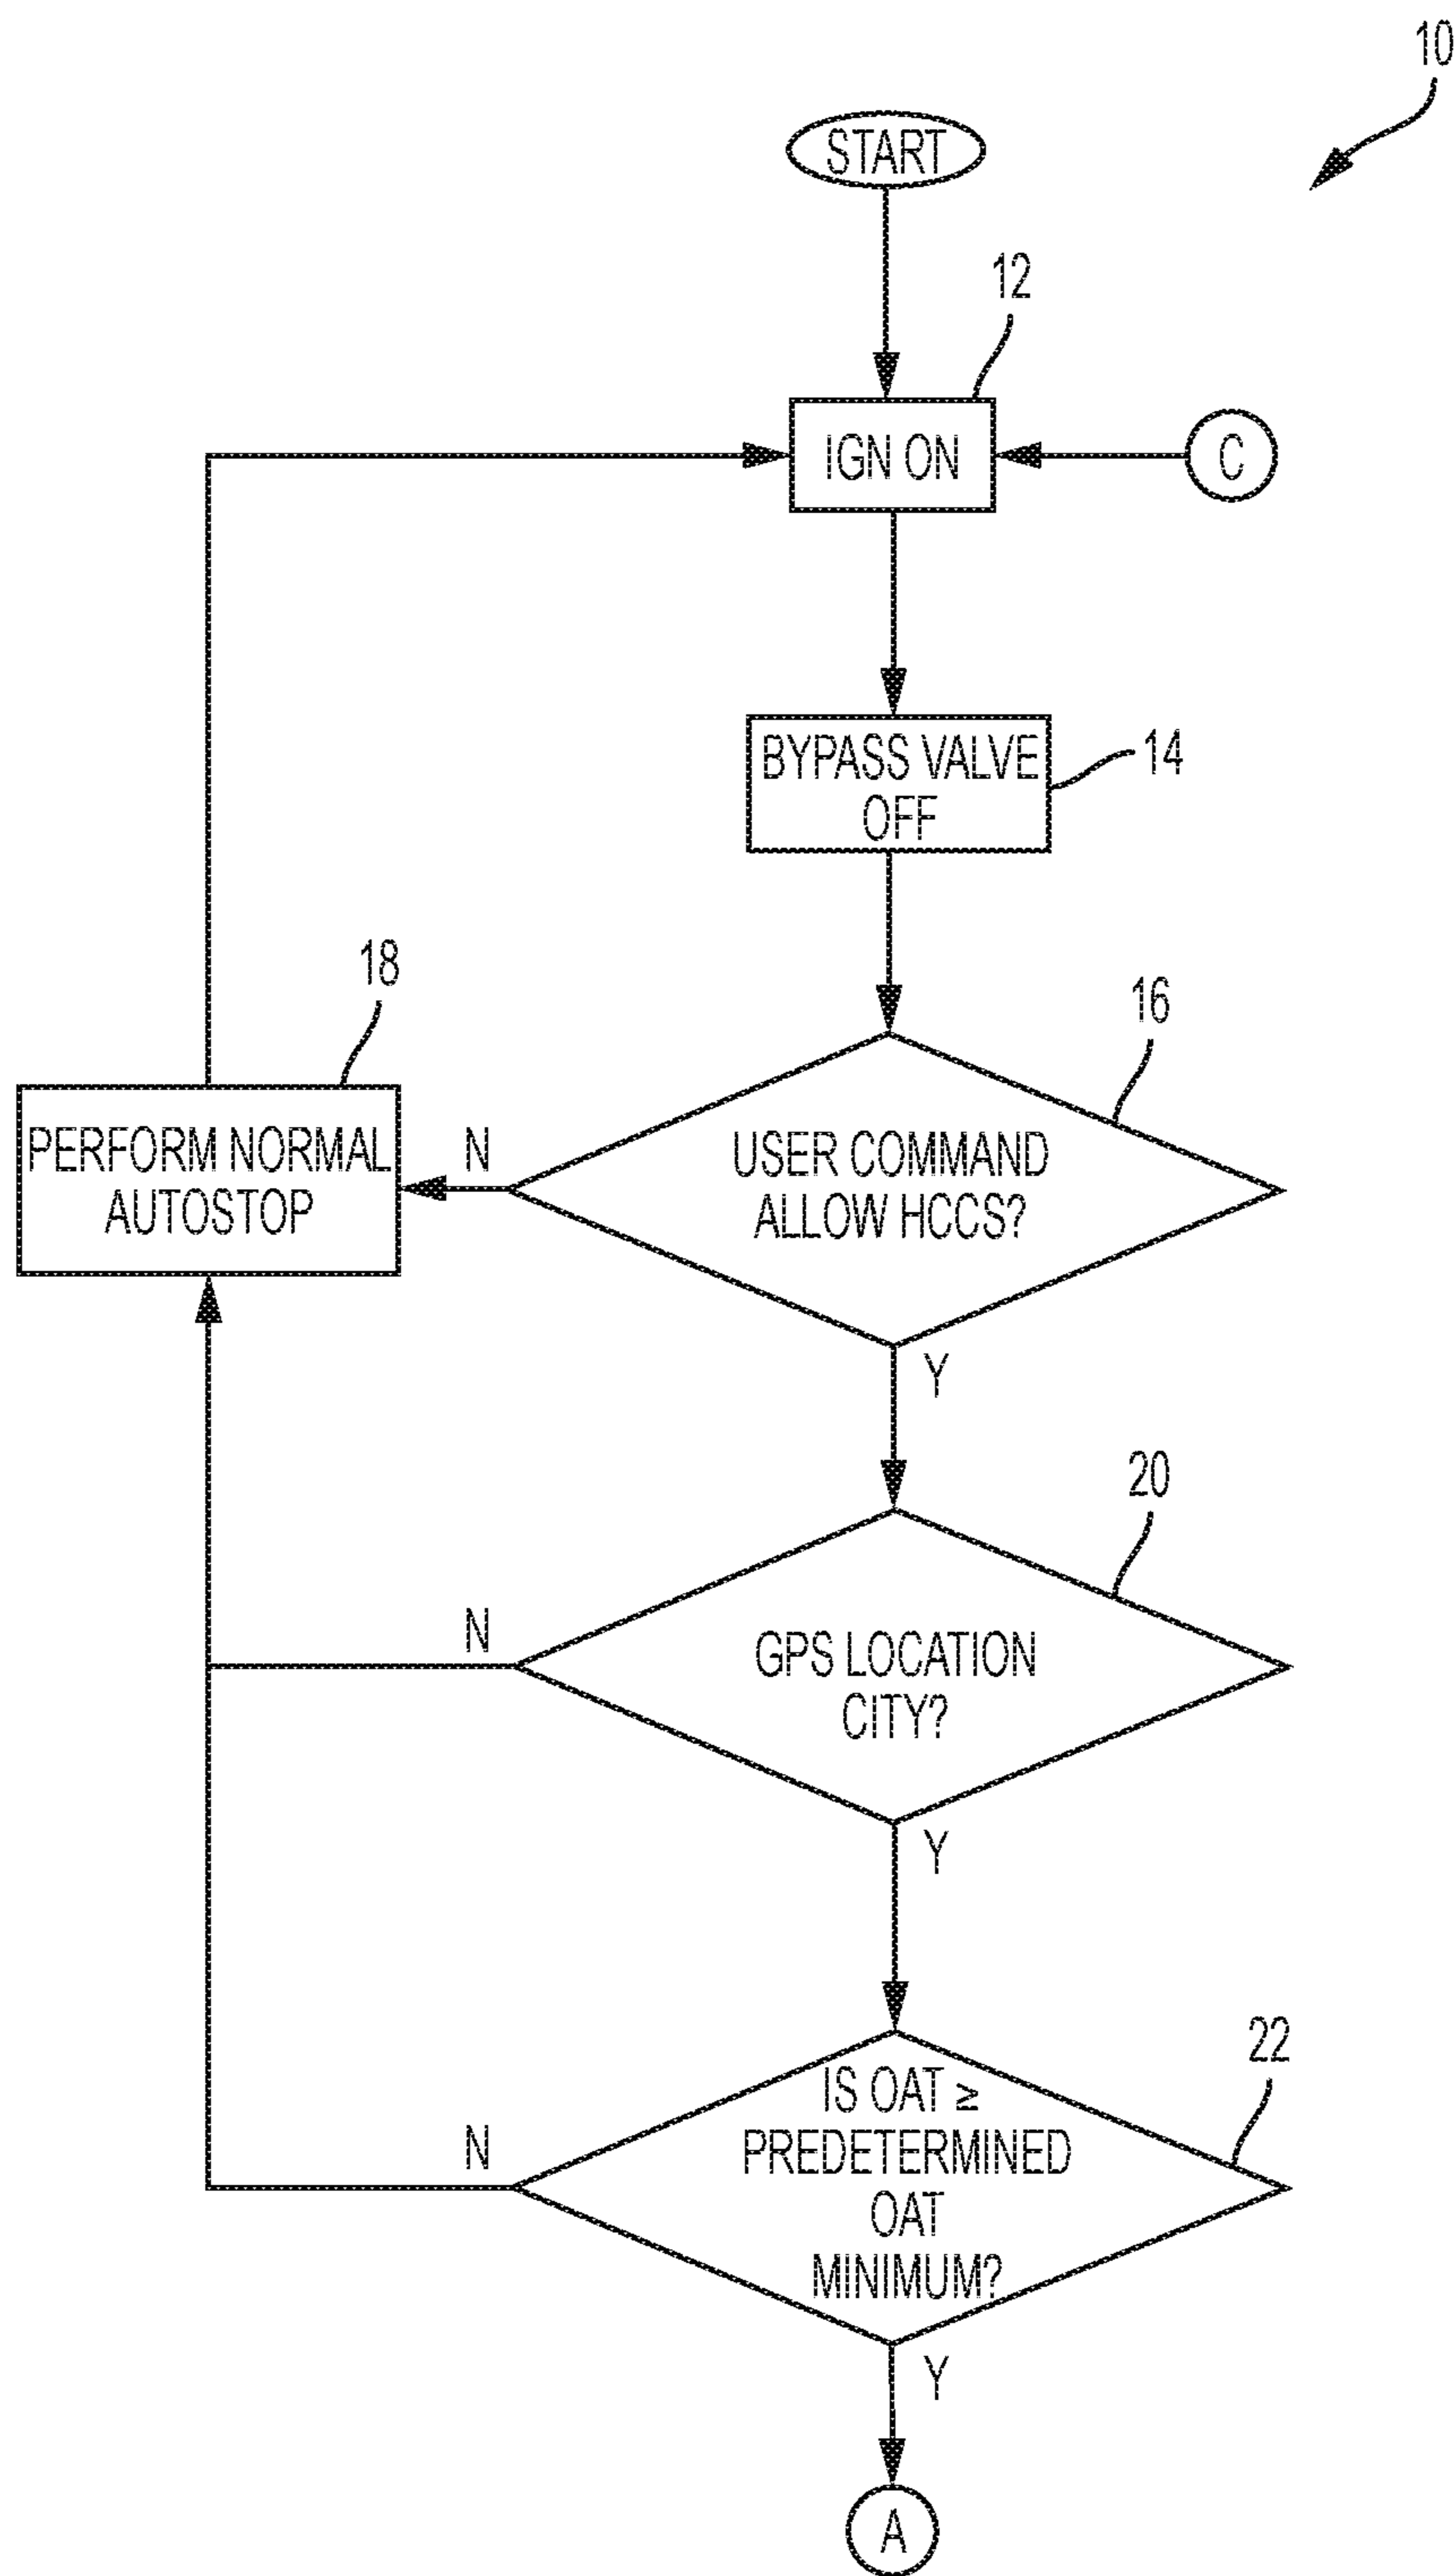 10
START
12
IGN ON
C
BYPASS VALVE
OFF
14
18
16
PERFORM NORMAL
AUTOSTOP
N
USER COMMAND
ALLOW HCCS?
Y
20
N
GPS LOCATION
CITY?
Y
22
N
IS OAT ≥
PREDETERMINED
OAT
MINIMUM?
Y
A